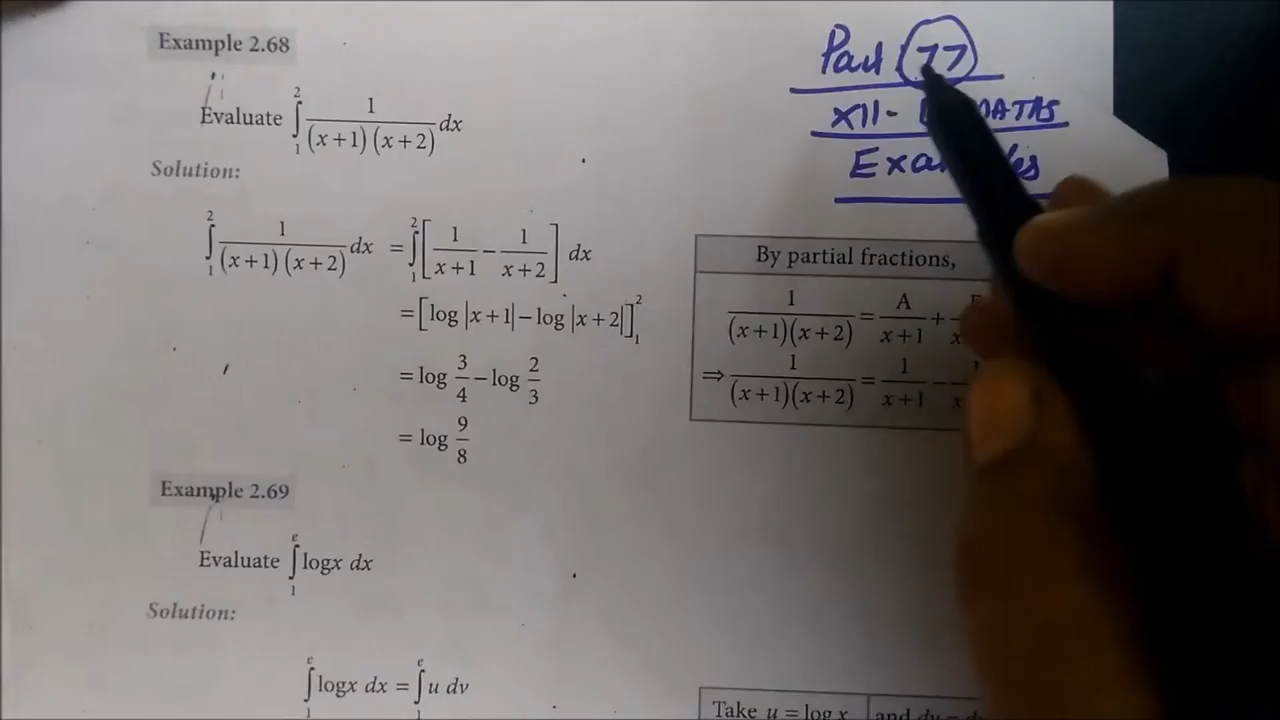 Example 2.68
Part 77
XII- MATHS
Evaluate ∫₁² 1/((x+1)(x+2)) dx
Solution:
∫₁² 1/((x+1)(x+2)) dx = ∫₁² [1/(x+1) − 1/(x+2)] dx
= [log |x+1| − log |x+2|]₁²
= log 3/4 − log 2/3
= log 9/8
By partial fractions,
1/((x+1)(x+2)) = A/(x+1) +
⇒ 1/((x+1)(x+2)) = 1/(x+1) −
Example 2.69
Evaluate ∫₁ᵉ logx dx
Solution:
∫₁ᵉ logx dx = ∫₁ᵉ u dv
Take u = log x and